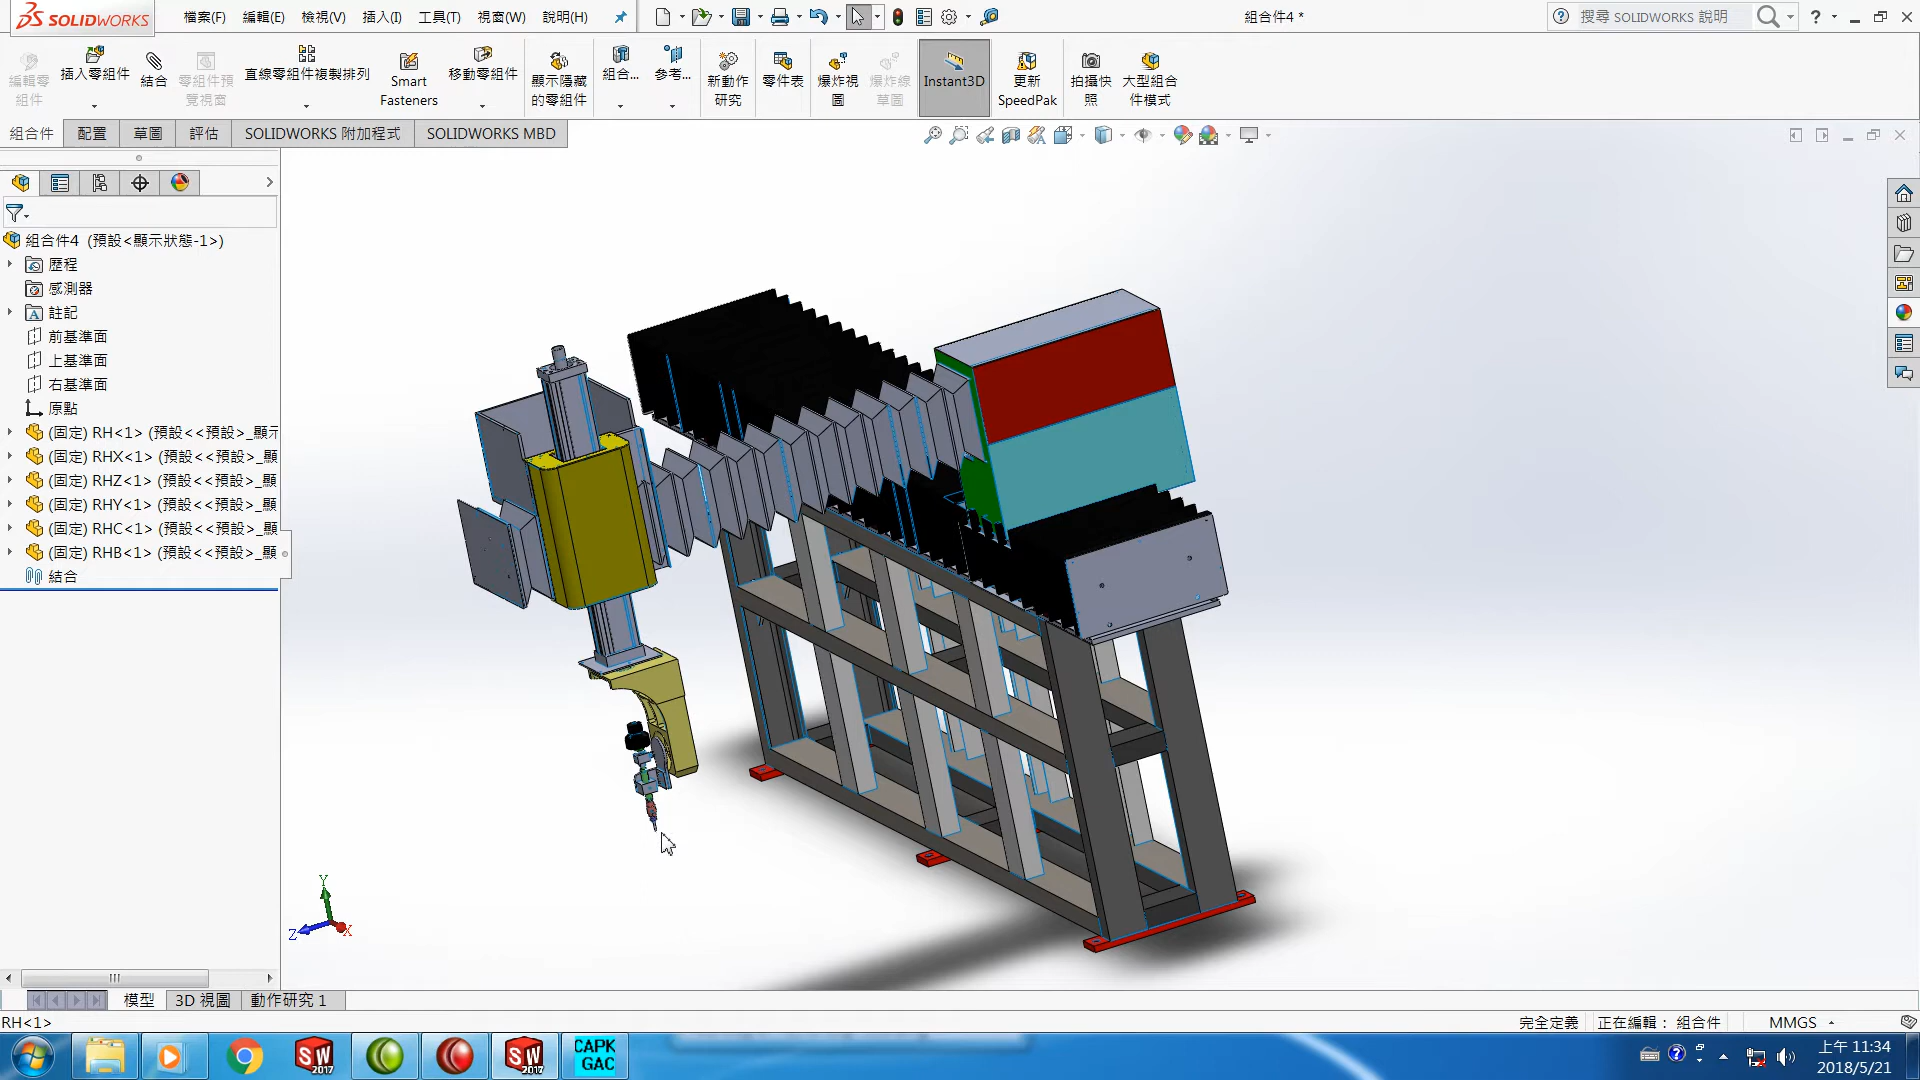 SOLIDWORKS 檔案(F) 編輯(E) 檢視(V) 插入(I) 工具(T) 視窗(W) 說明(H) 組合件4 * 搜尋 SOLIDWORKS 說明 ?
編輯零組件 插入零組件 結合 零組件預覽視窗 直線零組件複製排列 Smart Fasteners 移動零組件 顯示隱藏的零組件 組合... 參考... 新動作研究 零件表 爆炸視圖 爆炸線草圖 Instant3D 更新 SpeedPak 拍攝快照 大型組合件模式
組合件 配置 草圖 評估 SOLIDWORKS 附加程式 SOLIDWORKS MBD
組合件4 (預設<顯示狀態-1>)
歷程
感測器
註記
前基準面
上基準面
右基準面
原點
(固定) RH<1> (預設<<預設>_顯示
(固定) RHX<1> (預設<<預設>_顯
(固定) RHZ<1> (預設<<預設>_顯
(固定) RHY<1> (預設<<預設>_顯
(固定) RHC<1> (預設<<預設>_顯
(固定) RHB<1> (預設<<預設>_顯
結合
Y
Z X
模型 3D 視圖 動作研究 1
RH<1> 完全定義 正在編輯： 組合件 MMGS
SW 2017 SW 2017 CAPK GAC 上午 11:34
2018/5/21